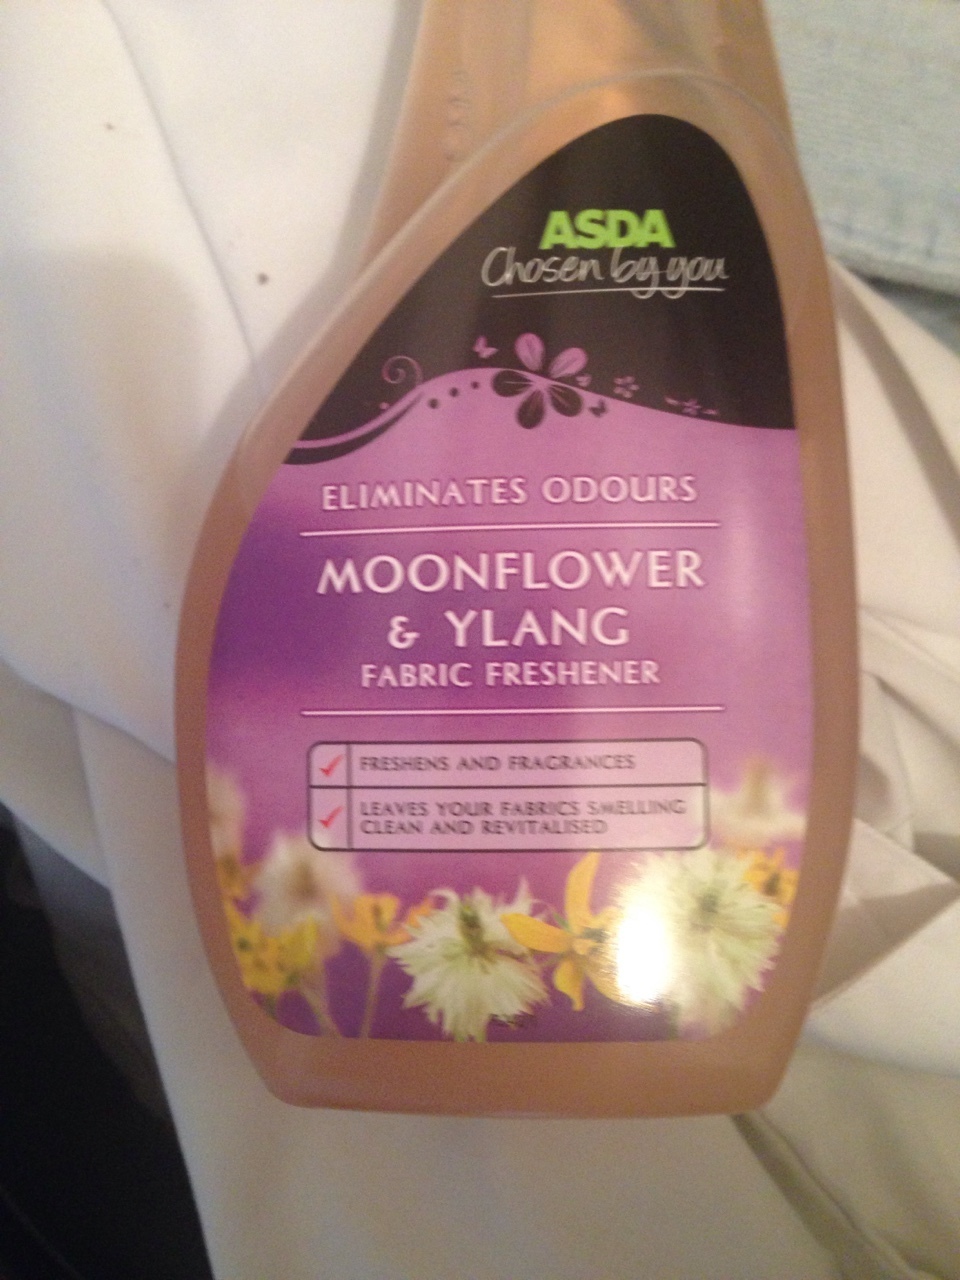 ASDA
Chosen by you
ELIMINATES ODOURS
MOONFLOWER
& YLANG
FABRIC FRESHENER
FRESHENS AND FRAGRANCES
LEAVES YOUR FABRICS SMELLING
CLEAN AND REVITALISED